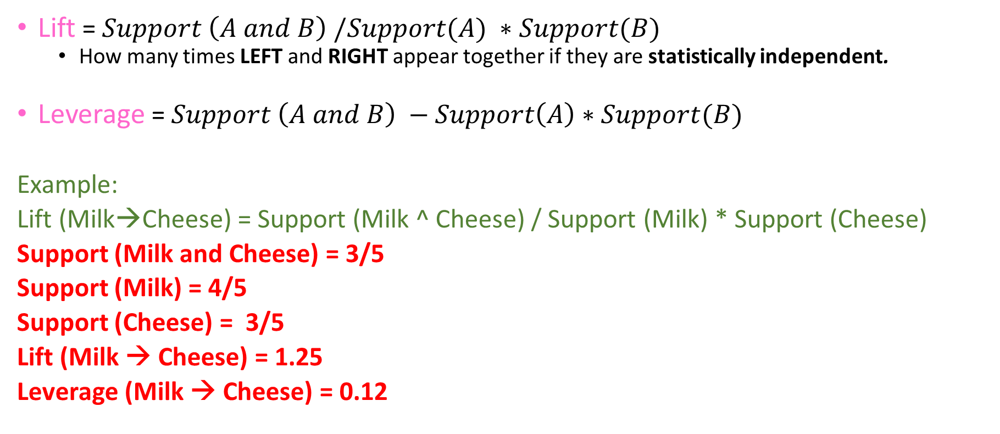 • Lift = Support (A and B) /Support(A) * Support(B)
• How many times LEFT and RIGHT appear together if they are statistically independent.
• Leverage = Support (A and B) − Support(A) * Support(B)
Example:
Lift (Milk→Cheese) = Support (Milk ^ Cheese) / Support (Milk) * Support (Cheese)
Support (Milk and Cheese) = 3/5
Support (Milk) = 4/5
Support (Cheese) = 3/5
Lift (Milk → Cheese) = 1.25
Leverage (Milk → Cheese) = 0.12